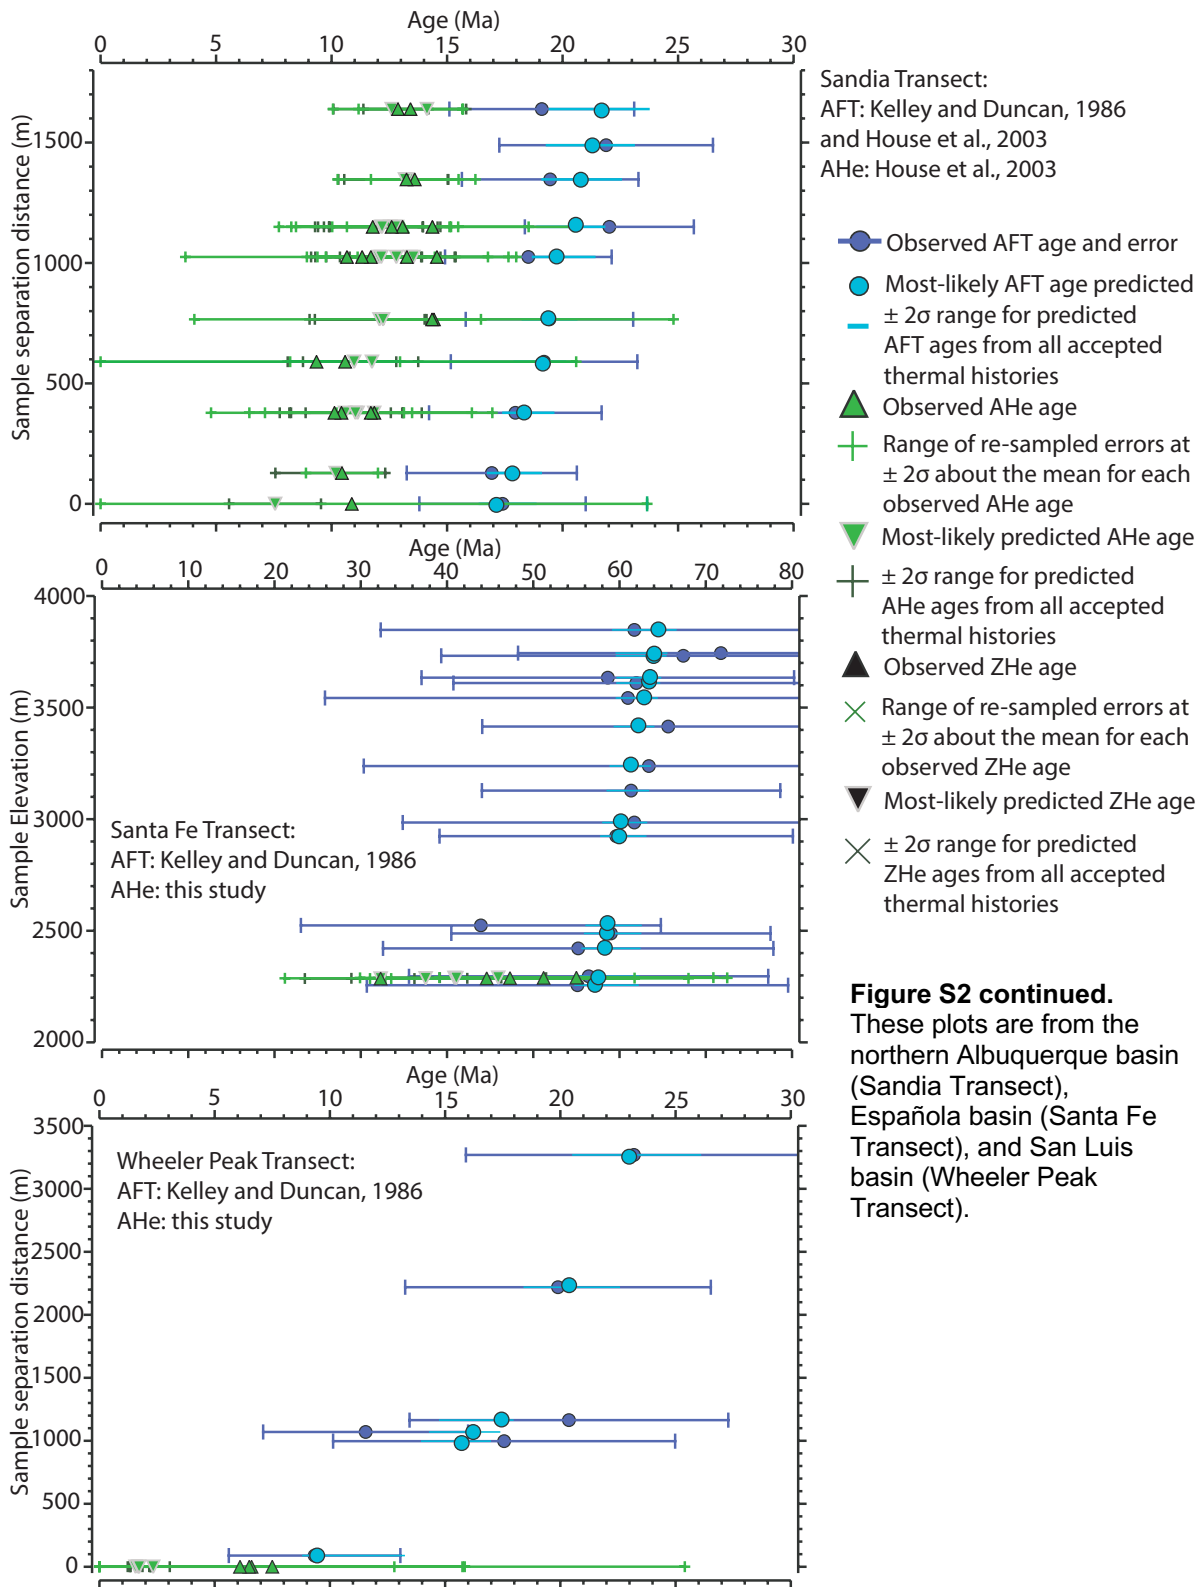 Age (Ma)
0 5 10 15 20 25 30
Sample separation distance (m)
1500
1000
500
0
Sandia Transect:
AFT: Kelley and Duncan, 1986
and House et al., 2003
AHe: House et al., 2003
Observed AFT age and error
Most-likely AFT age predicted
± 2σ range for predicted
AFT ages from all accepted
thermal histories
Observed AHe age
Range of re-sampled errors at
± 2σ about the mean for each
observed AHe age
Most-likely predicted AHe age
± 2σ range for predicted
AHe ages from all accepted
thermal histories
Observed ZHe age
Range of re-sampled errors at
± 2σ about the mean for each
observed ZHe age
Most-likely predicted ZHe age
± 2σ range for predicted
ZHe ages from all accepted
thermal histories
Age (Ma)
0 10 20 30 40 50 60 70 80
Sample Elevation (m)
4000
3500
3000
2500
2000
Santa Fe Transect:
AFT: Kelley and Duncan, 1986
AHe: this study
Age (Ma)
0 5 10 15 20 25 30
Sample separation distance (m)
3500
3000
2500
2000
1500
1000
500
0
Wheeler Peak Transect:
AFT: Kelley and Duncan, 1986
AHe: this study
Figure S2 continued.
These plots are from the
northern Albuquerque basin
(Sandia Transect),
Española basin (Santa Fe
Transect), and San Luis
basin (Wheeler Peak
Transect).